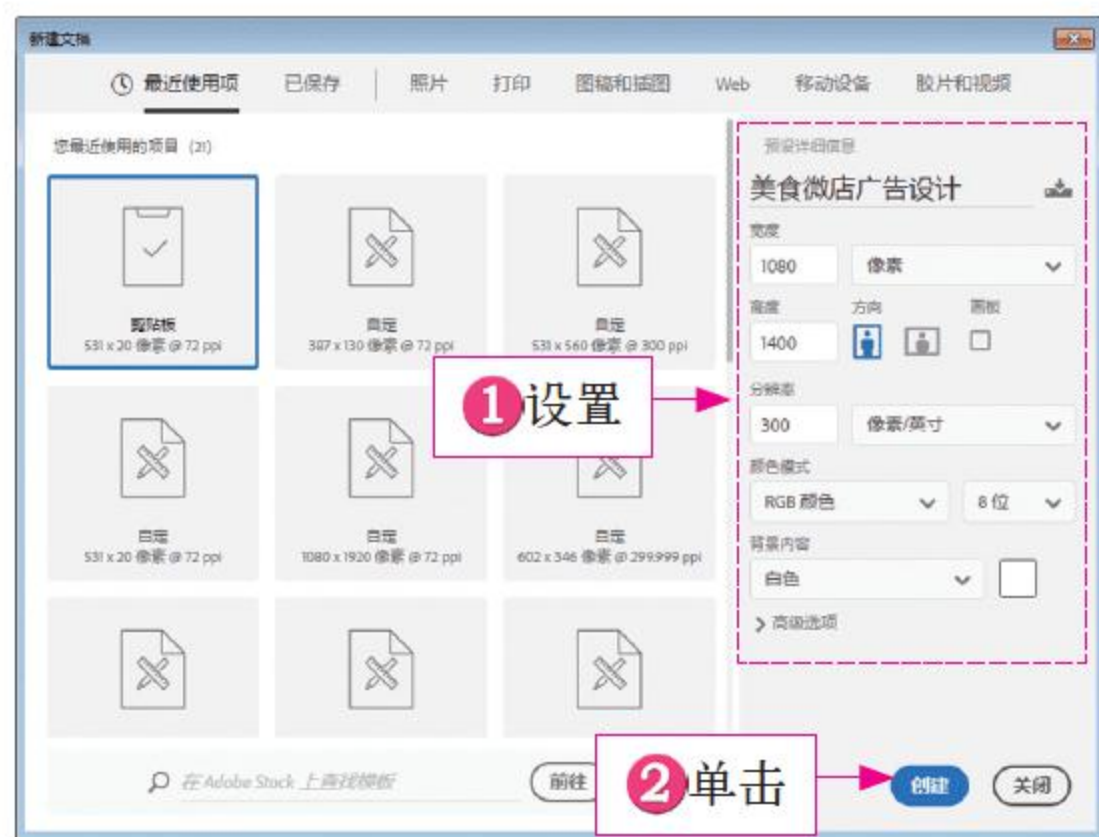 新建文档
最近使用项 已保存 照片 打印 图稿和插图 Web 移动设备 胶片和视频
您最近使用的项目 (21)
剪贴板
531 x 20 像素 @ 72 ppi
自定
387 x 130 像素 @ 72 ppi
自定
531 x 560 像素 @ 300 ppi
自定
531 x 20 像素 @ 72 ppi
自定
1080 x 1920 像素 @ 72 ppi
自定
602 x 346 像素 @ 299.999 ppi
在 Adobe Stock 上查找模板
前往
预设详细信息
美食微店广告设计
宽度
1080 像素
高度 方向 画板
1400
分辨率
300 像素/英寸
颜色模式
RGB 颜色 8 位
背景内容
白色
高级选项
创建 关闭
1设置
2单击